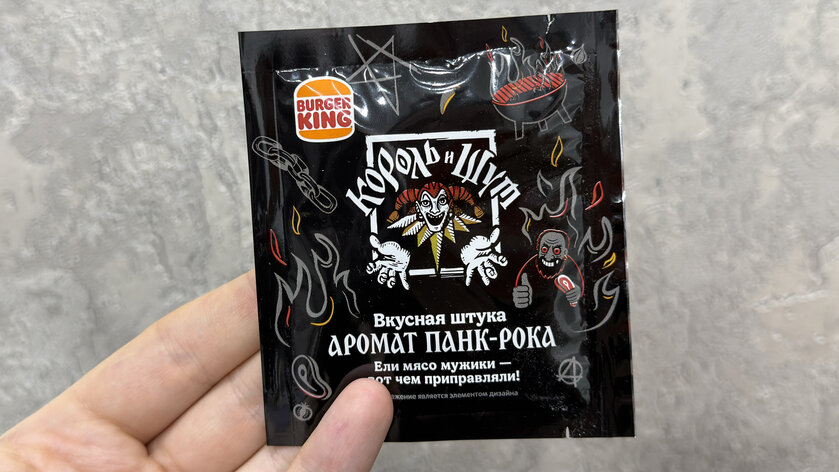 BURGER
KING
Король и Шут
Вкусная штука
АРОМАТ ПАНК-РОКА
Ели мясо мужики —
вот чем приправляли!
является элементом дизайна